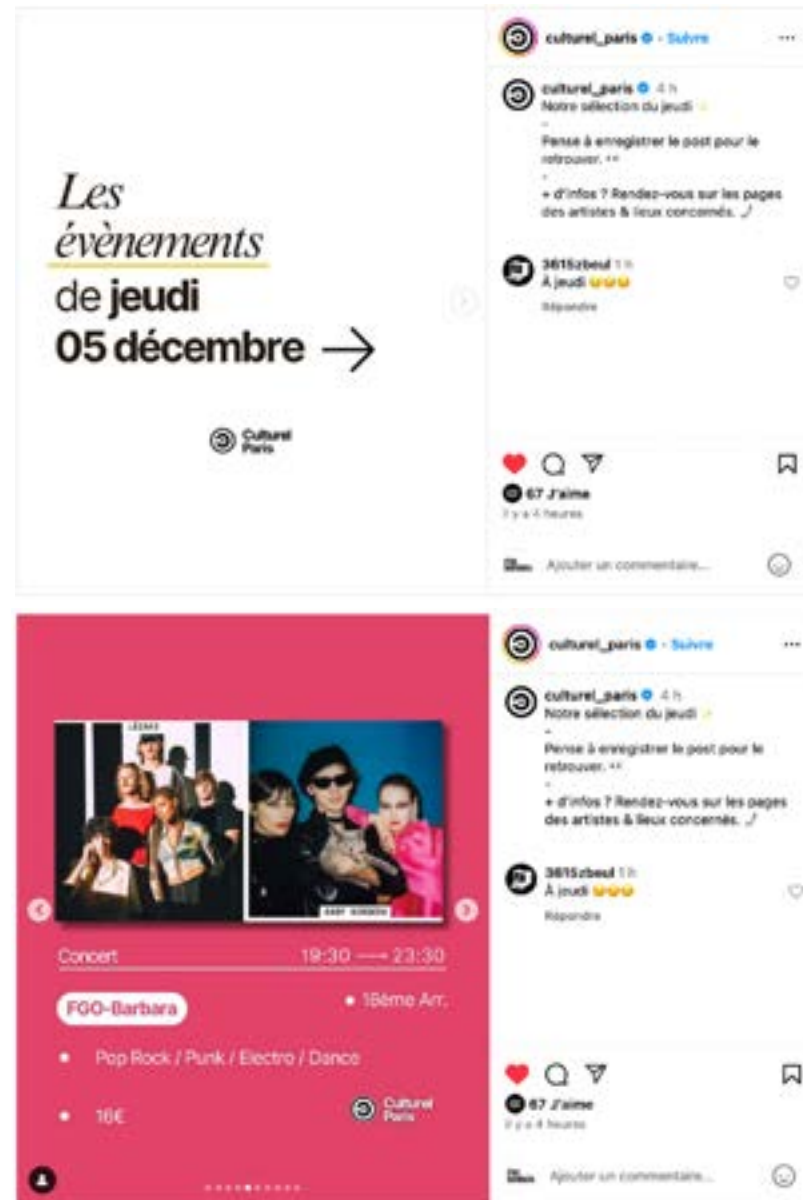 Les
évènements
de jeudi
05 décembre →
Culturel
Paris
culturel_paris • Suivre
culturel_paris 4 h
Notre sélection du jeudi
-
Pense à enregistrer le post pour le
retrouver.
-
+ d'infos ? Rendez-vous sur les pages
des artistes & lieux concernés.
3615zbeul 1 h
À jeudi
Répondre
67 J'aime
il y a 4 heures
Ajouter un commentaire...
Concert 19:30 → 23:30
FGO-Barbara
• 18ème Arr.
• Pop Rock / Punk / Electro / Dance
• 16€
Culturel
Paris
culturel_paris • Suivre
culturel_paris 4 h
Notre sélection du jeudi
-
Pense à enregistrer le post pour le
retrouver.
-
+ d'infos ? Rendez-vous sur les pages
des artistes & lieux concernés.
3615zbeul 1 h
À jeudi
Répondre
67 J'aime
il y a 4 heures
Ajouter un commentaire...